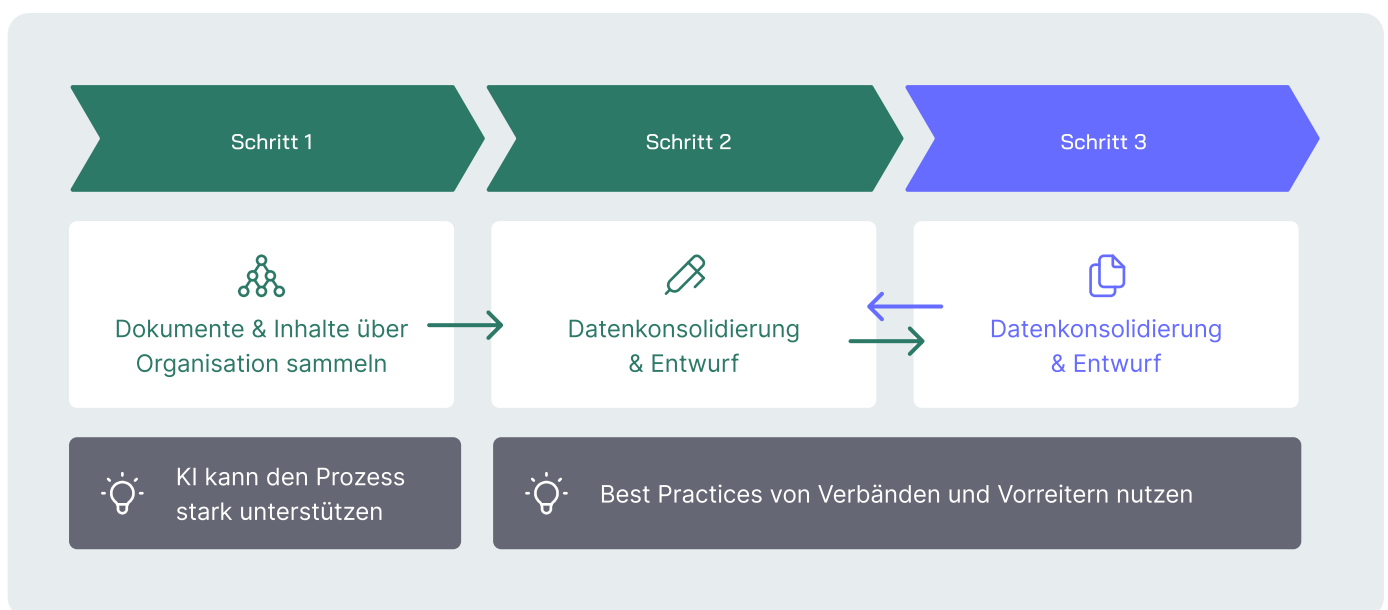 Schritt 1
Schritt 2
Schritt 3
Dokumente & Inhalte über
Organisation sammeln
Datenkonsolidierung
& Entwurf
Datenkonsolidierung
& Entwurf
KI kann den Prozess
stark unterstützen
Best Practices von Verbänden und Vorreitern nutzen